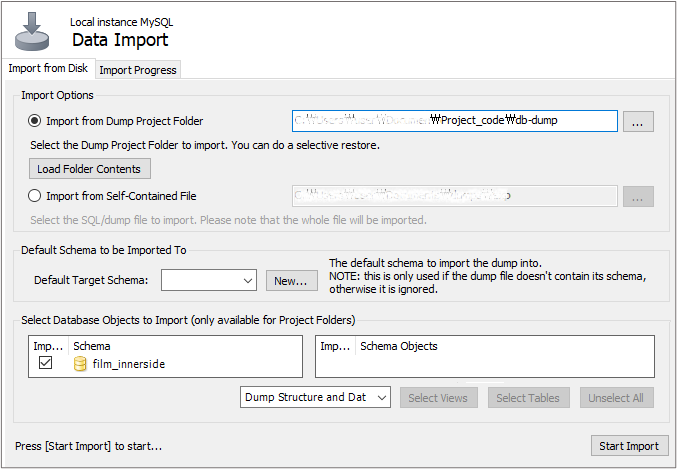 Local instance MySQL
Data Import
Import from Disk
Import Progress
Import Options
Import from Dump Project Folder
₩Project_code₩db-dump
...
Select the Dump Project Folder to import. You can do a selective restore.
Load Folder Contents
Import from Self-Contained File
...
Select the SQL/dump file to import. Please note that the whole file will be imported.
Default Schema to be Imported To
Default Target Schema:
New...
The default schema to import the dump into.
NOTE: this is only used if the dump file doesn't contain its schema,
otherwise it is ignored.
Select Database Objects to Import (only available for Project Folders)
Imp... Schema
film_innerside
Imp... Schema Objects
Dump Structure and Dat
Select Views
Select Tables
Unselect All
Press [Start Import] to start...
Start Import